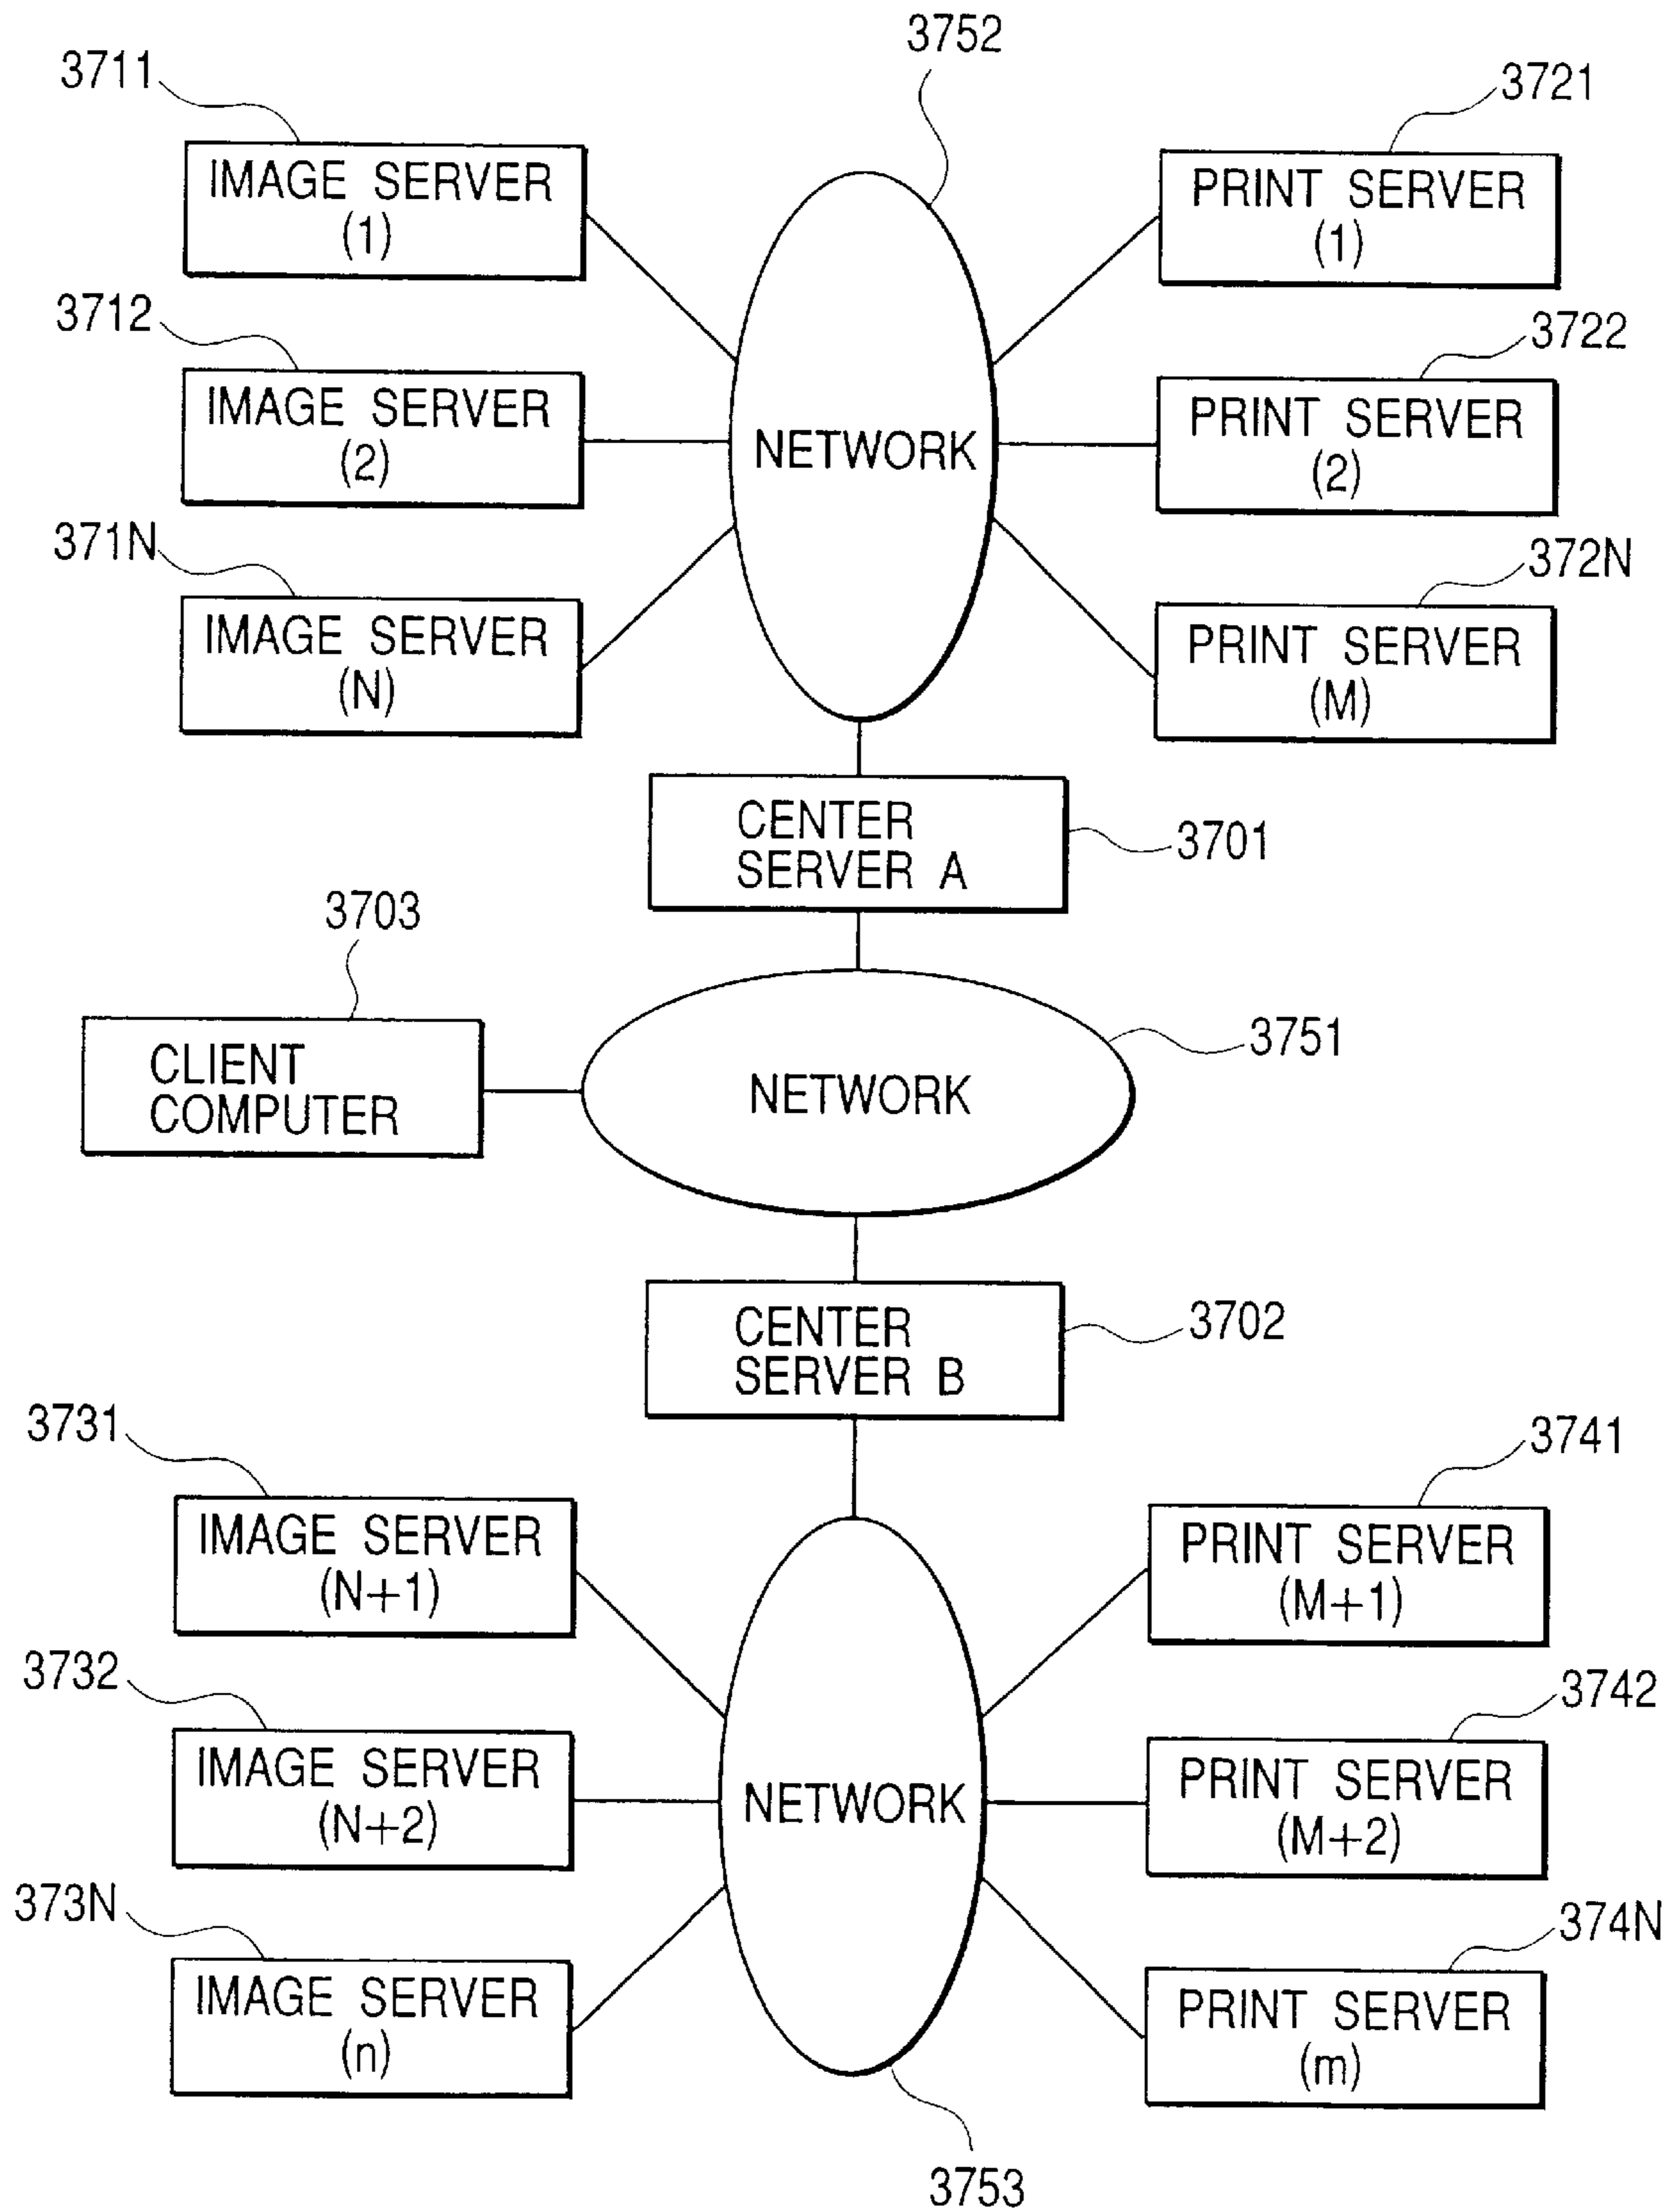 3752
3711
3721
IMAGE SERVER
(1)
PRINT SERVER
(1)
3712
3722
IMAGE SERVER
(2)
NETWORK
PRINT SERVER
(2)
371N
372N
IMAGE SERVER
(N)
PRINT SERVER
(M)
CENTER
SERVER A
3701
3703
CLIENT
COMPUTER
NETWORK
3751
CENTER
SERVER B
3702
3731
3741
IMAGE SERVER
(N+1)
PRINT SERVER
(M+1)
3732
3742
IMAGE SERVER
(N+2)
NETWORK
PRINT SERVER
(M+2)
373N
374N
IMAGE SERVER
(n)
PRINT SERVER
(m)
3753